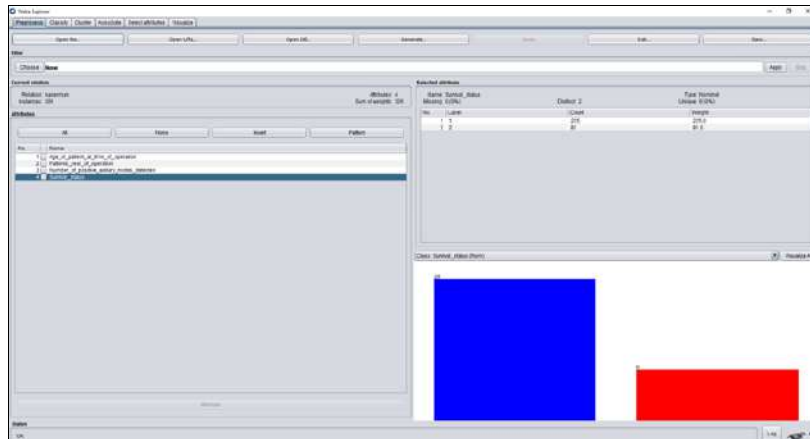 Weka Explorer
Preprocess Classify Cluster Associate Select attributes Visualize
Open file... Open URL... Open DB... Generate... Undo Edit... Save...
Filter
Choose None Apply Stop
Current relation
Relation: haberman Attributes: 4
Instances: 306 Sum of weights: 306
Attributes
All None Invert Pattern
No. Name
1 Age_of_patient_at_time_of_operation
2 Patients_year_of_operation
3 Number_of_positive_axillary_nodes_detected
4 Survival_status
Remove
Status
OK
Selected attribute
Name: Survival_status Type: Nominal
Missing: 0 (0%) Distinct: 2 Unique: 0 (0%)
No. Label Count Weight
1 1 225 225.0
2 2 81 81.0
Class: Survival_status (Nom) Visualize A
225
Log